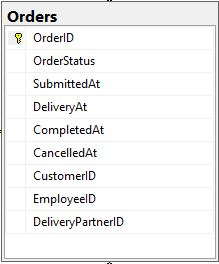 Orders
OrderID
OrderStatus
SubmittedAt
DeliveryAt
CompletedAt
CancelledAt
CustomerID
EmployeeID
DeliveryPartnerID